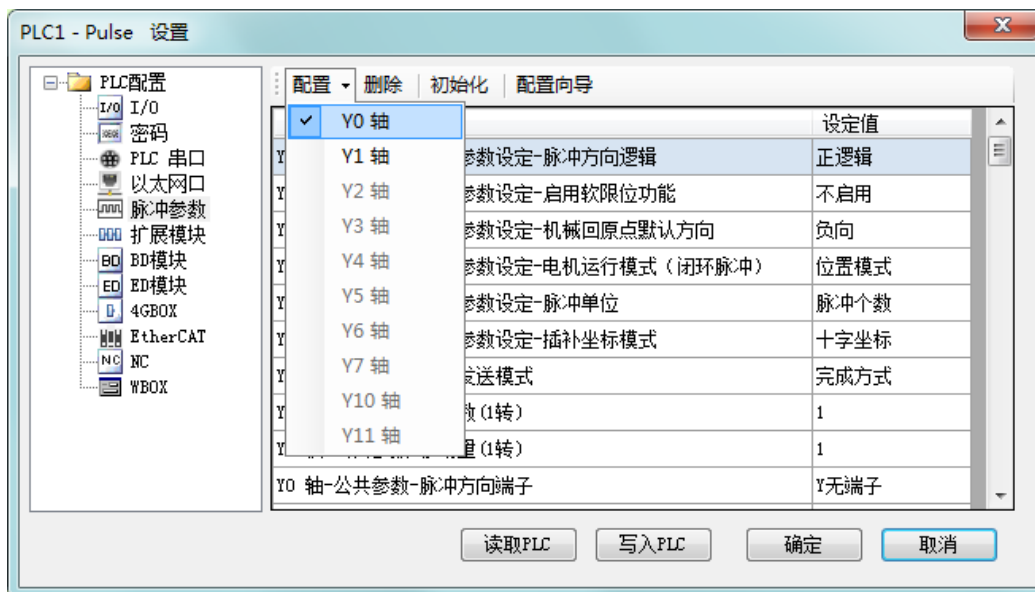 PLC1 - Pulse 设置
PLC配置
I/O I/O
密码
PLC 串口
以太网口
脉冲参数
扩展模块
BD BD模块
ED ED模块
4GBOX
EtherCAT
NC NC
WBOX
配置 删除 初始化 配置向导
Y0 轴
Y1 轴
Y2 轴
Y3 轴
Y4 轴
Y5 轴
Y6 轴
Y7 轴
Y10 轴
Y11 轴
设定值
参数设定-脉冲方向逻辑 正逻辑
参数设定-启用软限位功能 不启用
参数设定-机械回原点默认方向 负向
参数设定-电机运行模式（闭环脉冲） 位置模式
参数设定-脉冲单位 脉冲个数
参数设定-插补坐标模式 十字坐标
发送模式 完成方式
数(1转) 1
量(1转) 1
Y0 轴-公共参数-脉冲方向端子 Y无端子
读取PLC 写入PLC 确定 取消